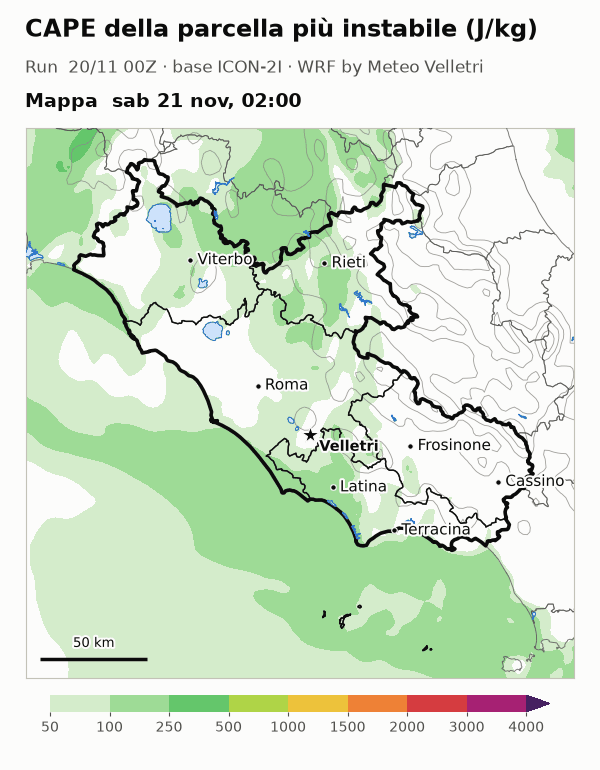 CAPE della parcella più instabile (J/kg)
Run  20/11 00Z · base ICON-2I · WRF by Meteo Velletri
Mappa  sab 21 nov, 02:00
Viterbo
Rieti
Roma
Velletri
Frosinone
Latina
Cassino
Terracina
50 km
50 100 250 500 1000 1500 2000 3000 4000